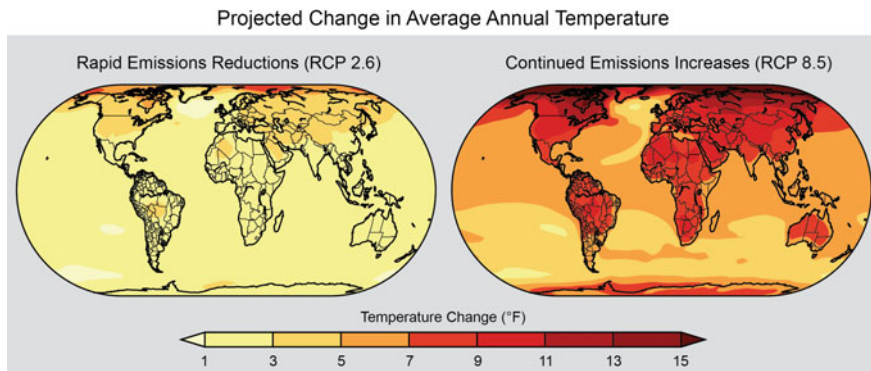 Projected Change in Average Annual Temperature
Rapid Emissions Reductions (RCP 2.6)
Continued Emissions Increases (RCP 8.5)
Temperature Change (°F)
1 3 5 7 9 11 13 15